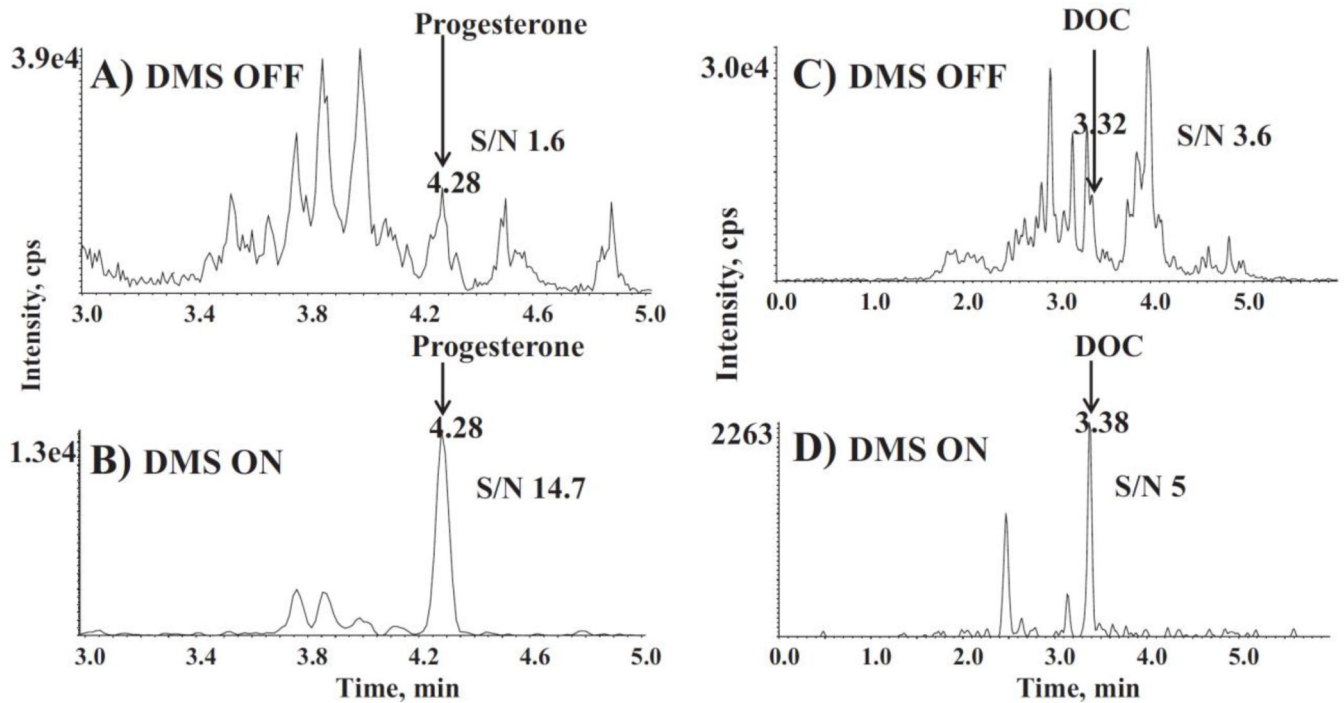 Progesterone
3.9e4
A) DMS OFF
S/N 1.6
4.28
3.0 3.4 3.8 4.2 4.6 5.0
Intensity, cps
Progesterone
1.3e4
B) DMS ON
4.28
S/N 14.7
3.0 3.4 3.8 4.2 4.6 5.0
Time, min
DOC
3.0e4
C) DMS OFF
3.32
S/N 3.6
0.0 1.0 2.0 3.0 4.0 5.0
Intensity, cps
DOC
2263
D) DMS ON
3.38
S/N 5
0.0 1.0 2.0 3.0 4.0 5.0
Time, min